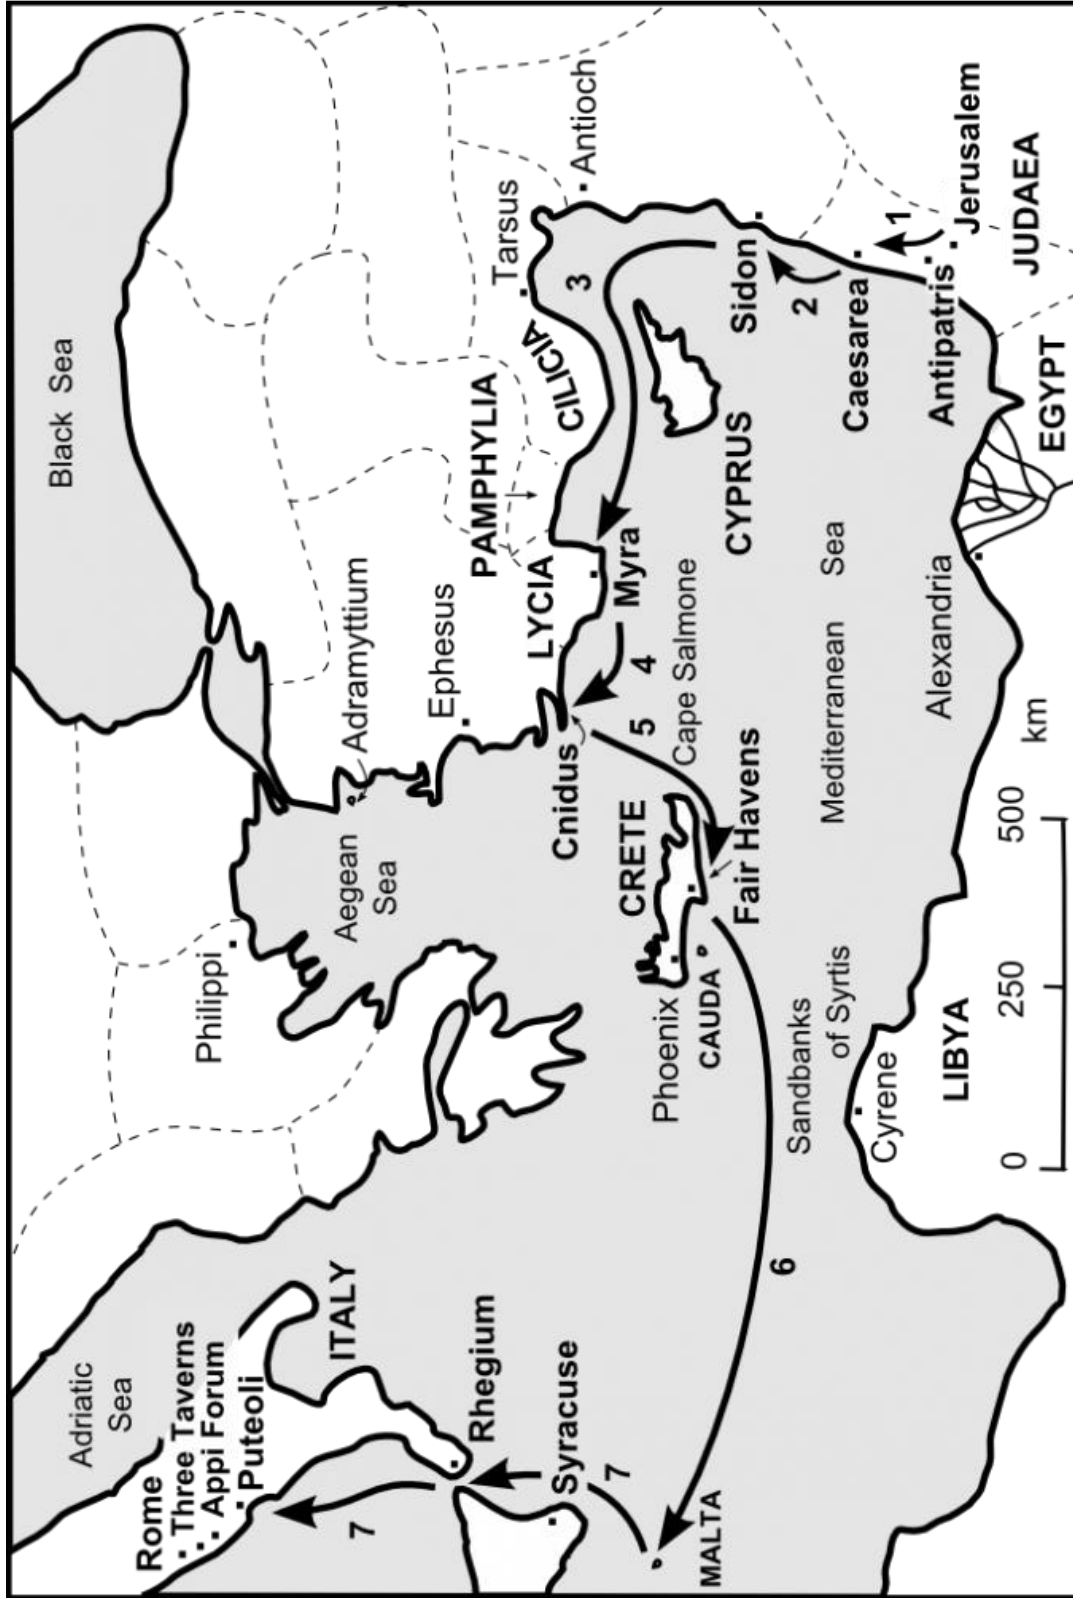 Black Sea
Adriatic
Sea
Rome
Three Taverns
Appi Forum
Puteoli
ITALY
Rhegium
Syracuse
MALTA
7
7
Philippi
Aegean
Sea
Adramyttium
Ephesus
PAMPHYLIA
LYCIA
CILICIA
Tarsus
Antioch
Cnidus
Myra
3
4
5
Cape Salmone
CRETE
Fair Havens
Phoenix
CAUDA
CYPRUS
Sidon
2
Caesarea
1
Antipatris
Jerusalem
JUDAEA
EGYPT
Alexandria
Mediterranean Sea
Sandbanks
of Syrtis
6
Cyrene
LIBYA
0 250 500 km